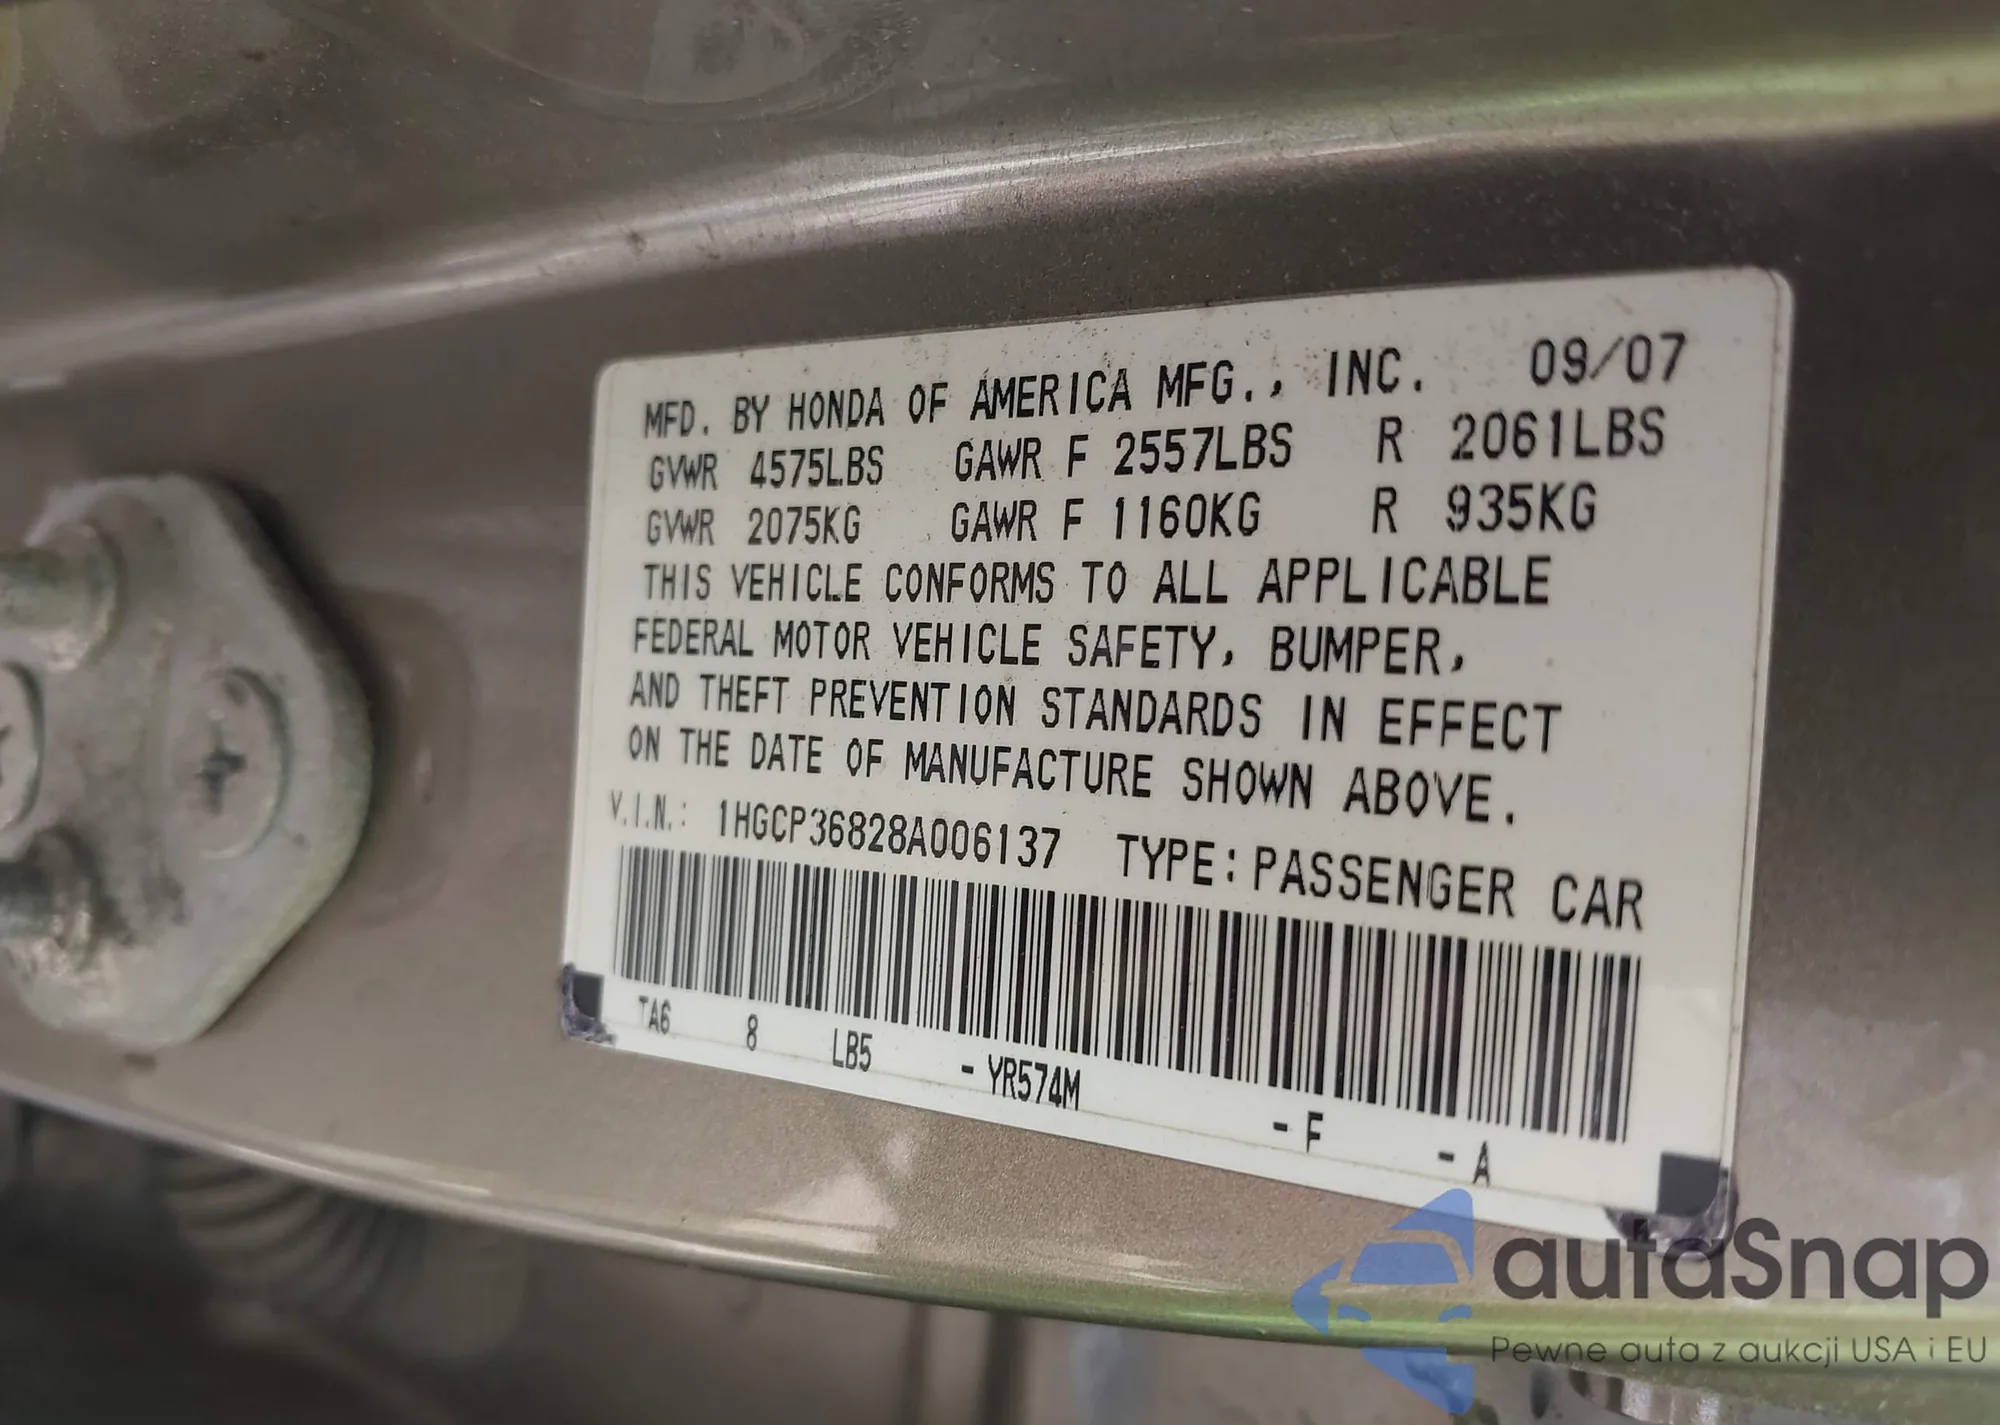 MFD. BY HONDA OF AMERICA MFG., INC. 09/07
GVWR 4575LBS GAWR F 2557LBS R 2061LBS
GVWR 2075KG GAWR F 1160KG R 935KG
THIS VEHICLE CONFORMS TO ALL APPLICABLE
FEDERAL MOTOR VEHICLE SAFETY, BUMPER,
AND THEFT PREVENTION STANDARDS IN EFFECT
ON THE DATE OF MANUFACTURE SHOWN ABOVE.
V.I.N.: 1HGCP36828A006137 TYPE: PASSENGER CAR
TA6 8 LB5 - YR574M - F - A
autaSnap
Pewne auta z aukcji USA i EU